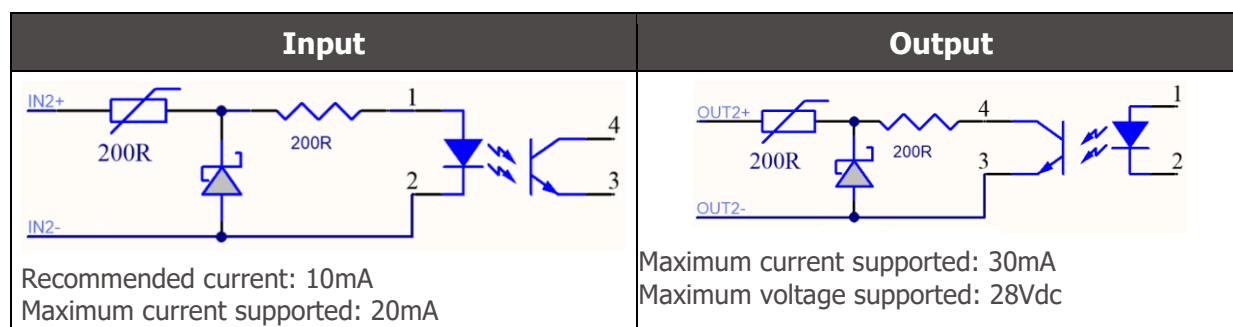 Input
Output
IN2+
200R
200R
1
2
4
3
IN2-
Recommended current: 10mA
Maximum current supported: 20mA
OUT2+
200R
200R
4
3
1
2
OUT2-
Maximum current supported: 30mA
Maximum voltage supported: 28Vdc